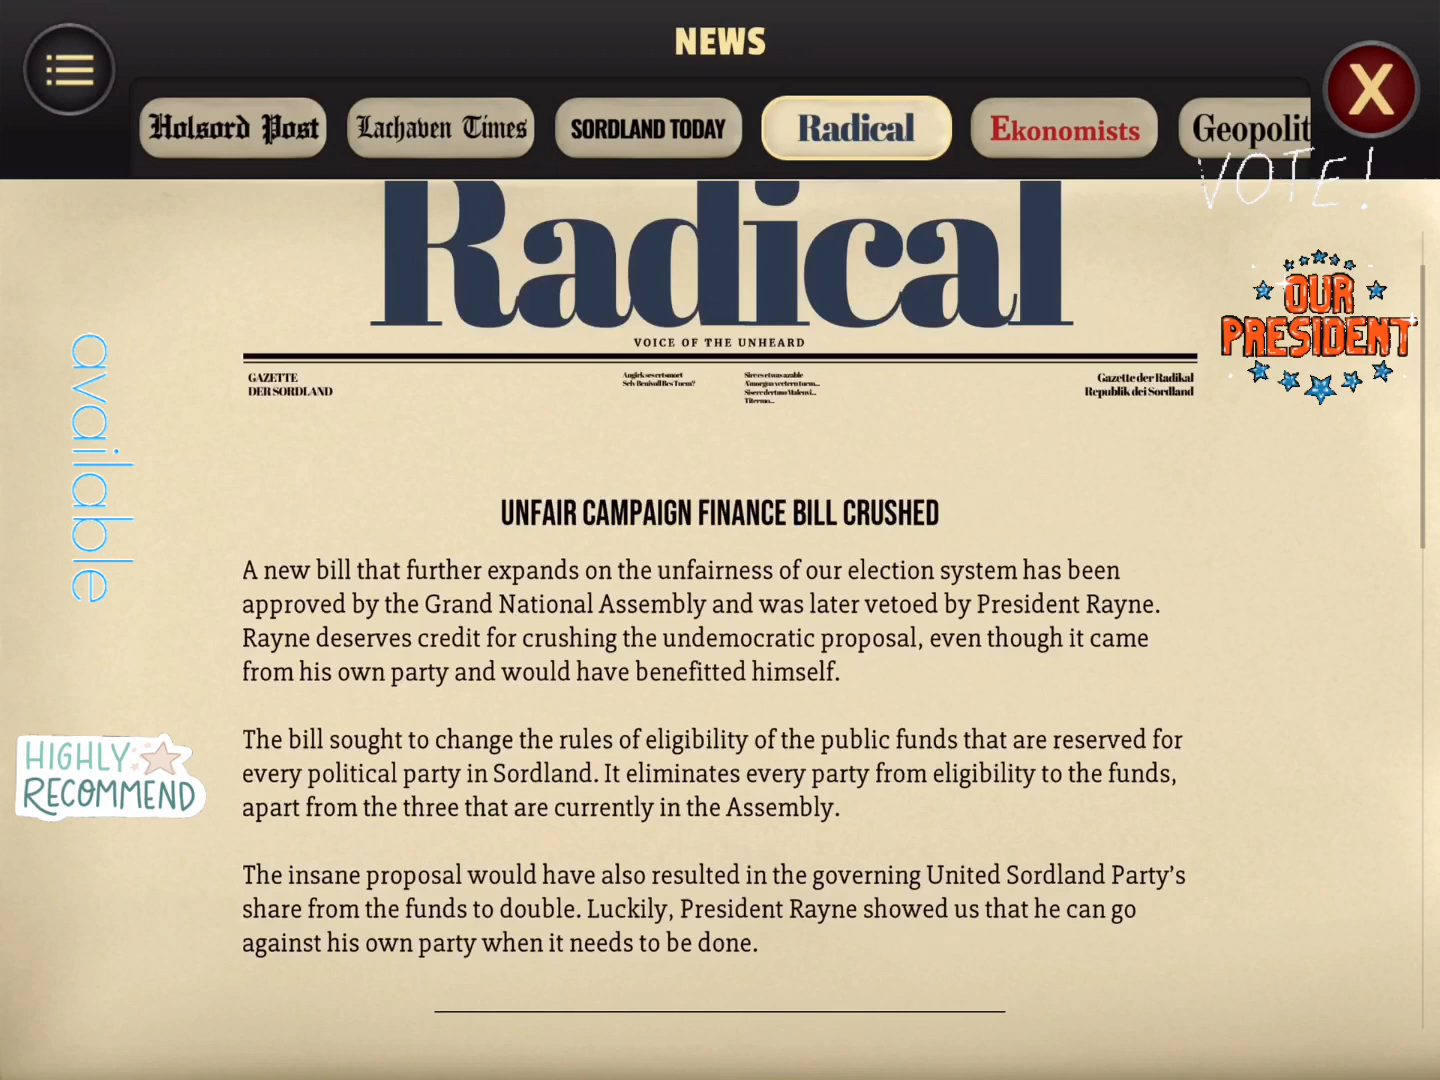 NEWS
Holsord Post
Lachaven Times
SORDLAND TODAY
Radical
Ekonomists
Geopolit
VOTE!
Radical
VOICE OF THE UNHEARD
OUR
PRESIDENT
GAZETTE
DER SORDLAND
Gazette der Radikal
Republik dei Sordland
available
UNFAIR CAMPAIGN FINANCE BILL CRUSHED
A new bill that further expands on the unfairness of our election system has been
approved by the Grand National Assembly and was later vetoed by President Rayne.
Rayne deserves credit for crushing the undemocratic proposal, even though it came
from his own party and would have benefitted himself.
The bill sought to change the rules of eligibility of the public funds that are reserved for
every political party in Sordland. It eliminates every party from eligibility to the funds,
apart from the three that are currently in the Assembly.
HIGHLY
RECOMMEND
The insane proposal would have also resulted in the governing United Sordland Party's
share from the funds to double. Luckily, President Rayne showed us that he can go
against his own party when it needs to be done.